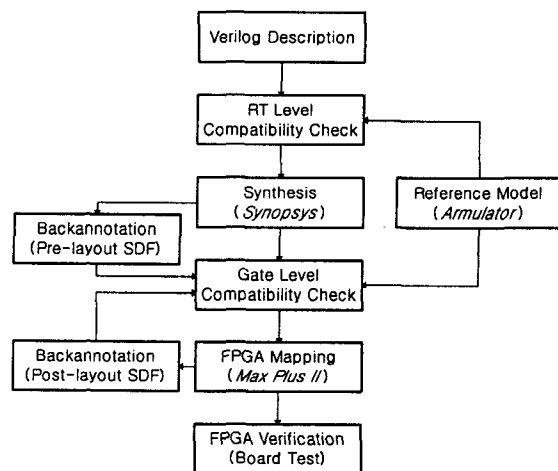 Verilog Description
RT Level
Compatibility Check
Synthesis
(Synopsys)
Reference Model
(Armulator)
Backannotation
(Pre-layout SDF)
Gate Level
Compatibility Check
Backannotation
(Post-layout SDF)
FPGA Mapping
(Max Plus II)
FPGA Verification
(Board Test)